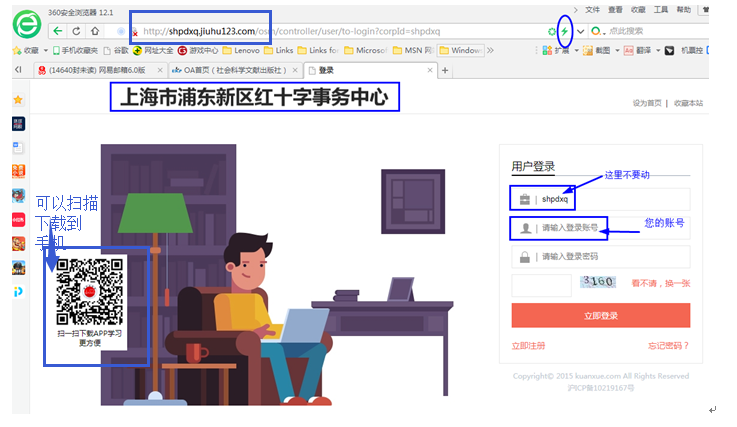 360安全浏览器 12.1
文件 查看 收藏 工具 帮助
http://shpdxq.jiuhu123.com/osm/controller/user/to-login?corpId=shpdxq
点此搜索
收藏 手机收藏夹 谷歌 网址大全 游戏中心 Lenovo Links Links fo Microso MSN 网 Window
扩展 截图 翻译 机票控
(14640封未读) 网易邮箱6.0版
OA首页（社会科学文献出版社）
登录
上海市浦东新区红十字事务中心
设为首页 | 收藏本站
用户登录
这里不要动
shpdxq
请输入登录账号
您的账号
请输入登录密码
3160
看不清，换一张
立即登录
立即注册
忘记密码？
可以扫描
下载到
手机
扫一扫下载APP学习
更方便
Copyright© 2015 kuanxue.com All Rights Reserved
沪ICP备10219167号